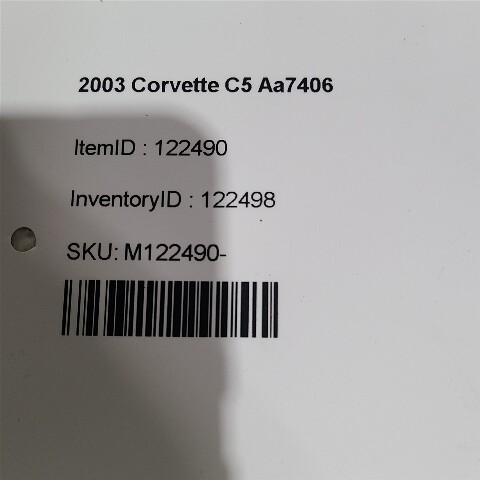 2003 Corvette C5 Aa7406
ItemID : 122490
InventoryID : 122498
SKU: M122490-